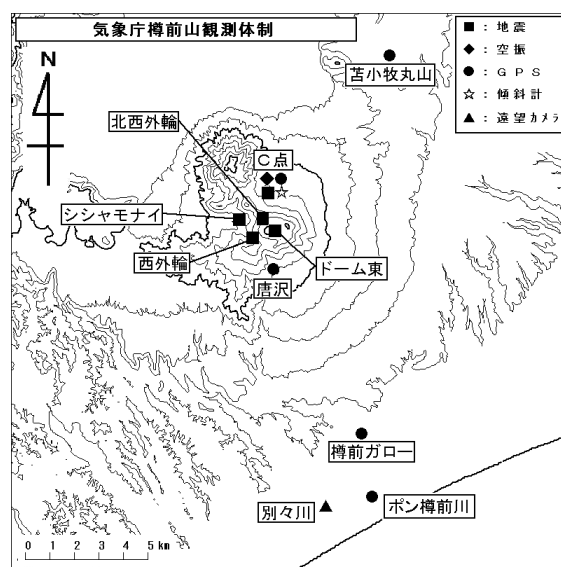 気象庁樽前山観測体制
■：地震
◆：空振
●：ＧＰＳ
☆：傾斜計
▲：遠望カメラ
N
苫小牧丸山
北西外輪
Ｃ点
シシャモナイ
西外輪
ドーム東
唐沢
樽前ガロー
別々川
ポン樽前川
0 1 2 3 4 5 km